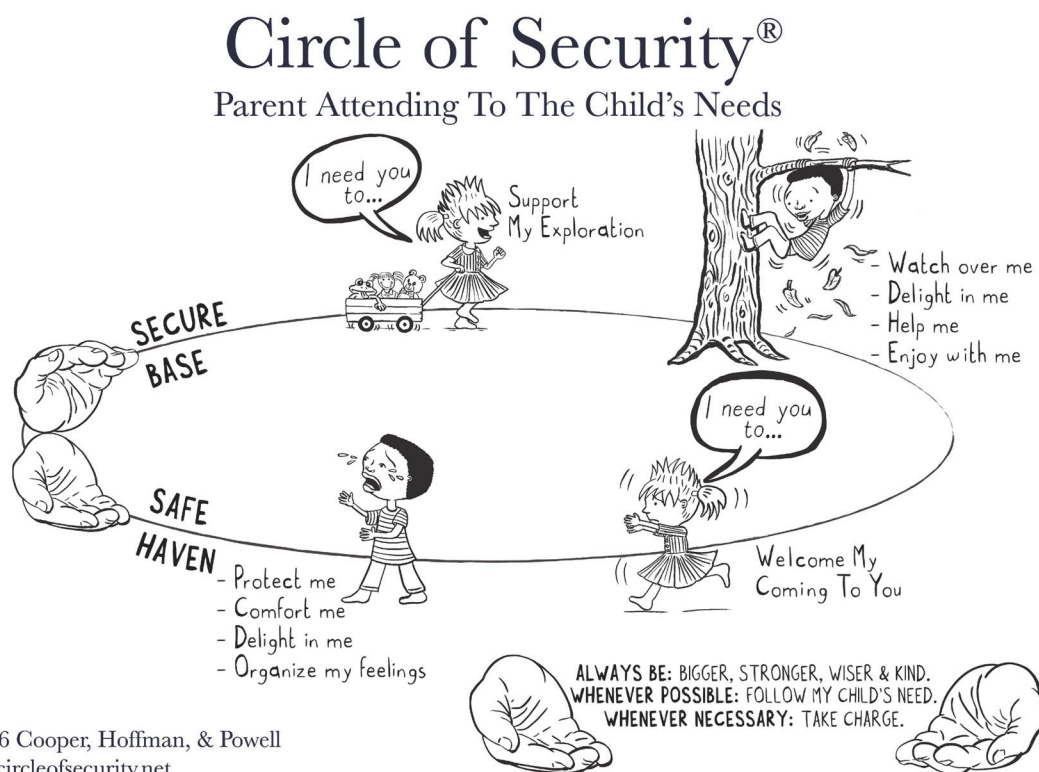 Circle of Security®
Parent Attending To The Child's Needs
I need you
to...
Support
My Exploration
- Watch over me
- Delight in me
- Help me
- Enjoy with me
SECURE
BASE
I need you
to...
SAFE
HAVEN
- Protect me
- Comfort me
- Delight in me
- Organize my feelings
Welcome My
Coming To You
ALWAYS BE: BIGGER, STRONGER, WISER & KIND.
WHENEVER POSSIBLE: FOLLOW MY CHILD'S NEED.
WHENEVER NECESSARY: TAKE CHARGE.
6 Cooper, Hoffman, & Powell
circleofsecurity.net